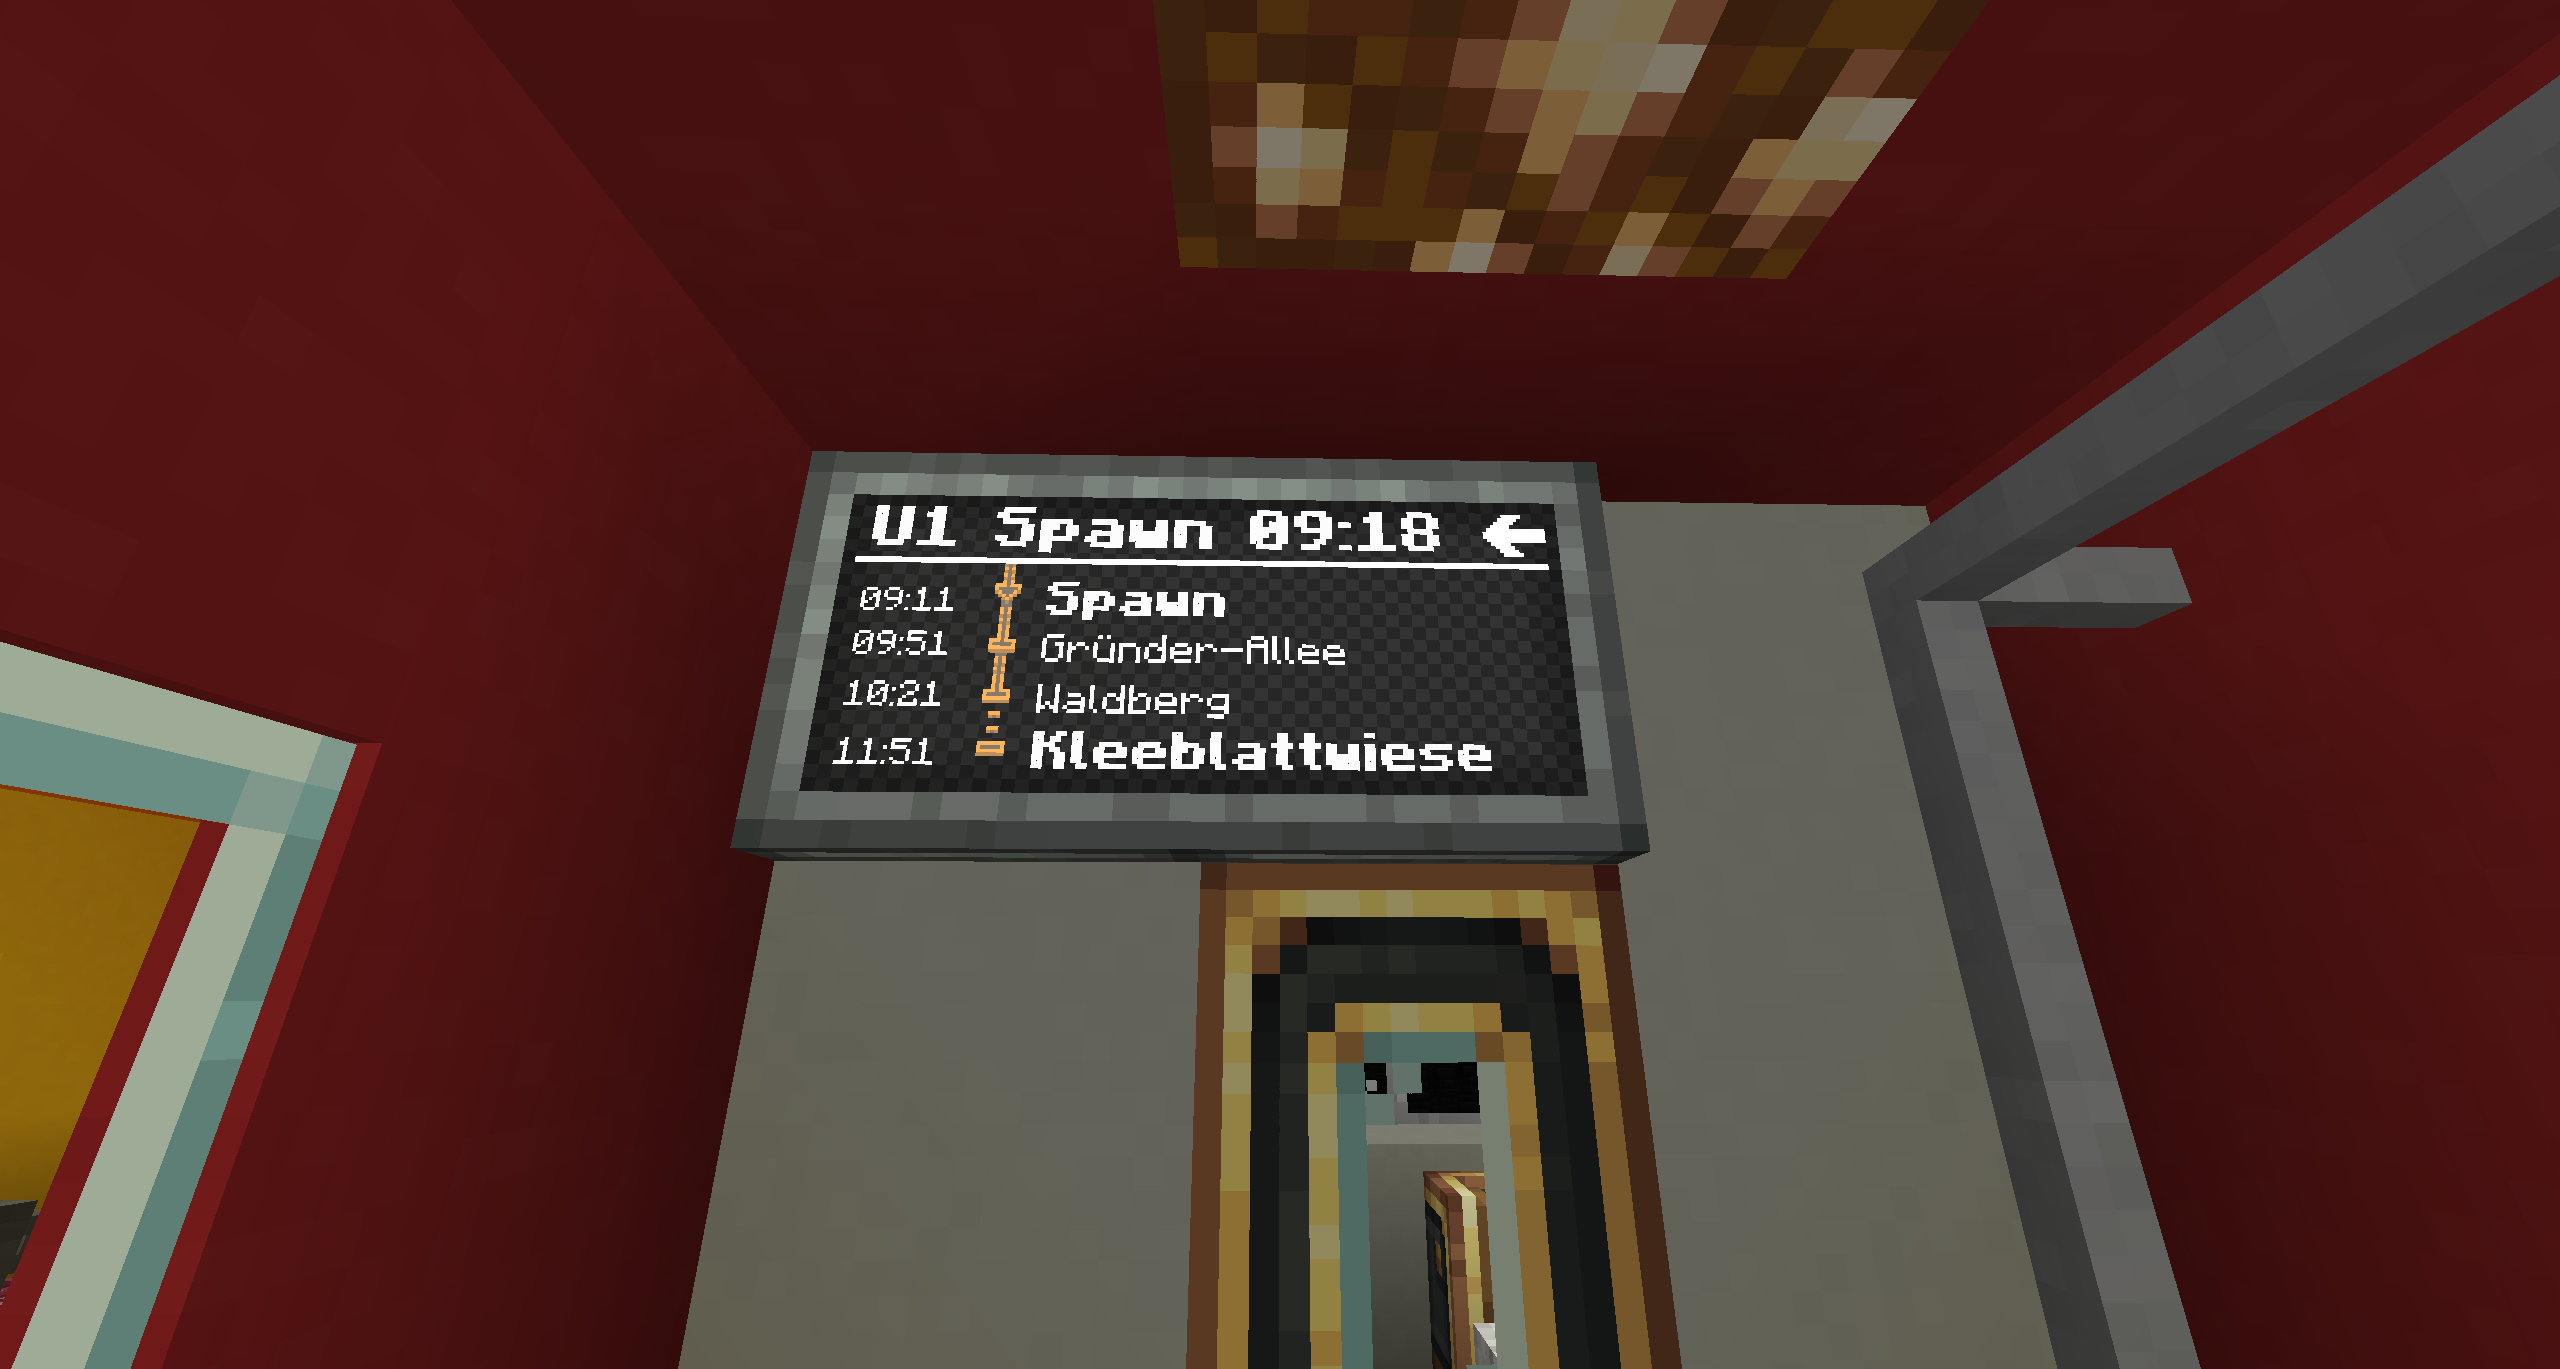 U1 Spawn 09:18 ←
09:11 Spawn
09:51 Gründer-Allee
10:21 Waldberg
11:51 Kleeblattwiese